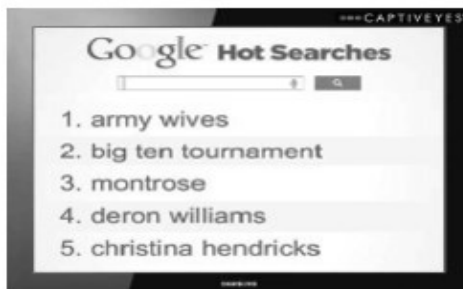 CAPTIVEYES
Google Hot Searches
1. army wives
2. big ten tournament
3. montrose
4. deron williams
5. christina hendricks